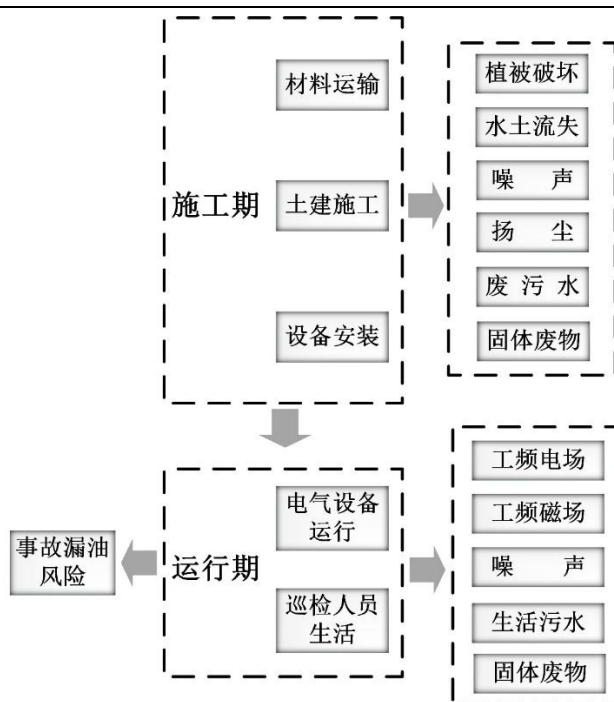 施工期
材料运输
土建施工
设备安装
植被破坏
水土流失
噪 声
扬 尘
废 污 水
固体废物
事故漏油
风险
运行期
电气设备
运行
巡检人员
生活
工频电场
工频磁场
噪 声
生活污水
固体废物